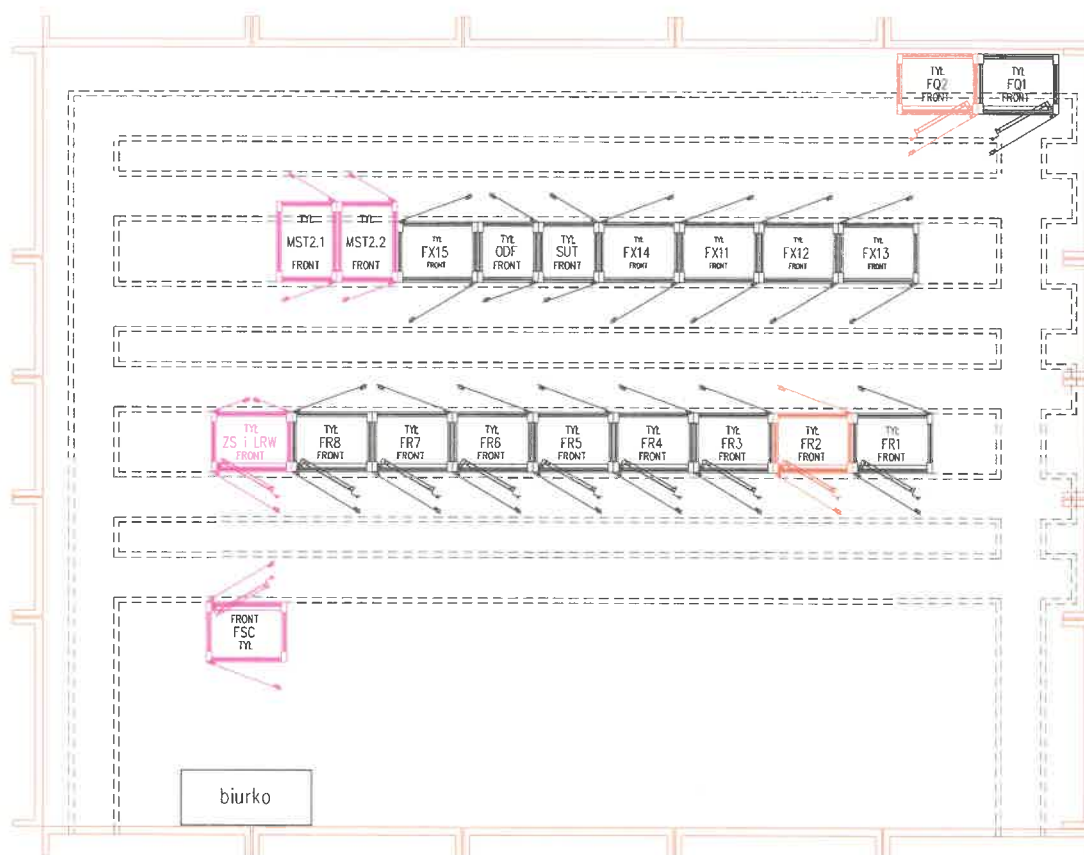 TYŁ
FQ2
FRONT
TYŁ
FQ1
FRONT
TYŁ
MST2.1
FRONT
TYŁ
MST2.2
FRONT
TYŁ
FX15
FRONT
TYŁ
ODF
FRONT
TYŁ
SUT
FRONT
TYŁ
FX14
FRONT
TYŁ
FX11
FRONT
TYŁ
FX12
FRONT
TYŁ
FX13
FRONT
TYŁ
ZS i LRW
FRONT
TYŁ
FR8
FRONT
TYŁ
FR7
FRONT
TYŁ
FR6
FRONT
TYŁ
FR5
FRONT
TYŁ
FR4
FRONT
TYŁ
FR3
FRONT
TYŁ
FR2
FRONT
TYŁ
FR1
FRONT
FRONT
FSC
TYŁ
biurko